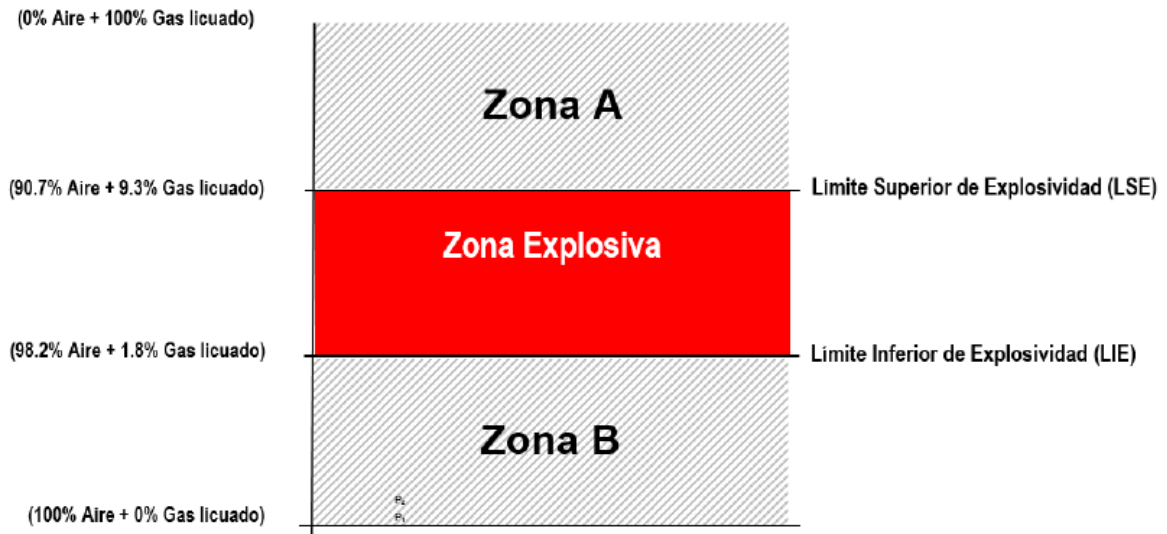 (0% Aire + 100% Gas licuado)
Zona A
(90.7% Aire + 9.3% Gas licuado)
Límite Superior de Explosividad (LSE)
Zona Explosiva
(98.2% Aire + 1.8% Gas licuado)
Límite Inferior de Explosividad (LIE)
Zona B
(100% Aire + 0% Gas licuado)